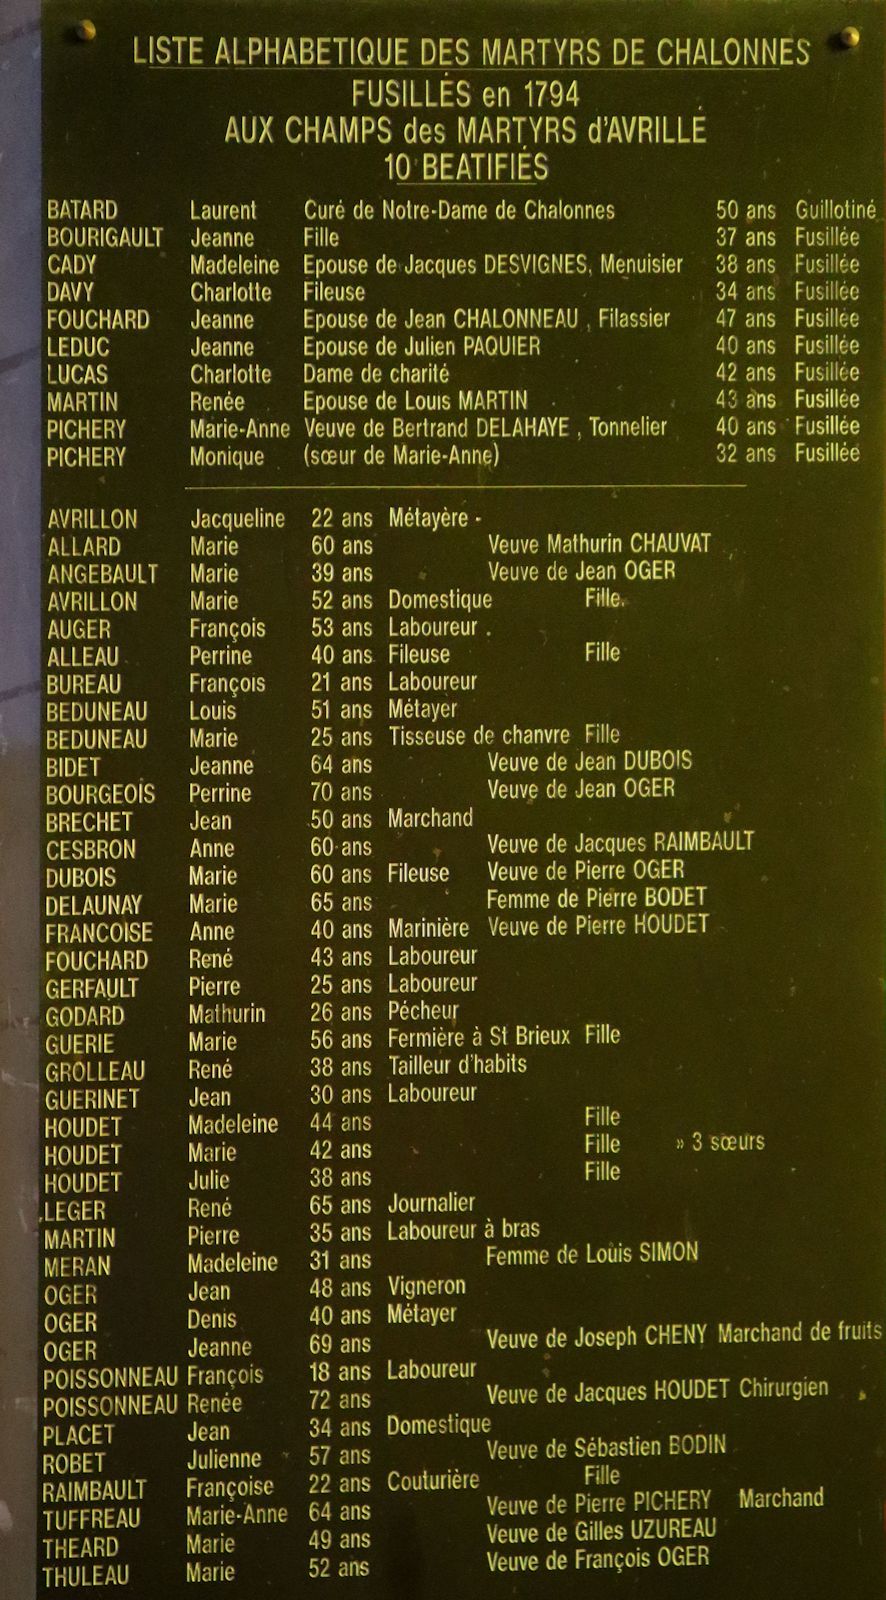 LISTE ALPHABETIQUE DES MARTYRS DE CHALONNES
FUSILLÉS en 1794
AUX CHAMPS des MARTYRS d'AVRILLÉ
10 BEATIFIÉS
BATARD Laurent Curé de Notre-Dame de Chalonnes 50 ans Guillotiné
BOURIGAULT Jeanne Fille 37 ans Fusillée
CADY Madeleine Epouse de Jacques DESVIGNES, Menuisier 38 ans Fusillée
DAVY Charlotte Fileuse 34 ans Fusillée
FOUCHARD Jeanne Epouse de Jean CHALONNEAU , Filassier 47 ans Fusillée
LEDUC Jeanne Epouse de Julien PAQUIER 40 ans Fusillée
LUCAS Charlotte Dame de charité 42 ans Fusillée
MARTIN Renée Epouse de Louis MARTIN 43 ans Fusillée
PICHERY Marie-Anne Veuve de Bertrand DELAHAYE , Tonnelier 40 ans Fusillée
PICHERY Monique (sœur de Marie-Anne) 32 ans Fusillée
AVRILLON Jacqueline 22 ans Métayère -
ALLARD Marie 60 ans Veuve Mathurin CHAUVAT
ANGEBAULT Marie 39 ans Veuve de Jean OGER
AVRILLON Marie 52 ans Domestique Fille.
AUGER François 53 ans Laboureur .
ALLEAU Perrine 40 ans Fileuse Fille
BUREAU François 21 ans Laboureur
BEDUNEAU Louis 51 ans Métayer
BEDUNEAU Marie 25 ans Tisseuse de chanvre Fille
BIDET Jeanne 64 ans Veuve de Jean DUBOIS
BOURGEOIS Perrine 70 ans Veuve de Jean OGER
BRECHET Jean 50 ans Marchand
CESBRON Anne 60 ans Veuve de Jacques RAIMBAULT
DUBOIS Marie 60 ans Fileuse Veuve de Pierre OGER
DELAUNAY Marie 65 ans Femme de Pierre BODET
FRANCOISE Anne 40 ans Marinière Veuve de Pierre HOUDET
FOUCHARD René 43 ans Laboureur
GERFAULT Pierre 25 ans Laboureur
GODARD Mathurin 26 ans Pécheur
GUERIE Marie 56 ans Fermière à St Brieux Fille
GROLLEAU René 38 ans Tailleur d'habits
GUERINET Jean 30 ans Laboureur
HOUDET Madeleine 44 ans Fille
HOUDET Marie 42 ans Fille » 3 sœurs
HOUDET Julie 38 ans Fille
LEGER René 65 ans Journalier
MARTIN Pierre 35 ans Laboureur à bras
MERAN Madeleine 31 ans Femme de Louis SIMON
OGER Jean 48 ans Vigneron
OGER Denis 40 ans Métayer
OGER Jeanne 69 ans Veuve de Joseph CHENY Marchand de fruits
POISSONNEAU François 18 ans Laboureur
POISSONNEAU Renée 72 ans Veuve de Jacques HOUDET Chirurgien
PLACET Jean 34 ans Domestique
ROBET Julienne 57 ans Veuve de Sébastien BODIN
RAIMBAULT Françoise 22 ans Couturière Fille
TUFFREAU Marie-Anne 64 ans Veuve de Pierre PICHERY Marchand
THEARD Marie 49 ans Veuve de Gilles UZUREAU
THULEAU Marie 52 ans Veuve de François OGER